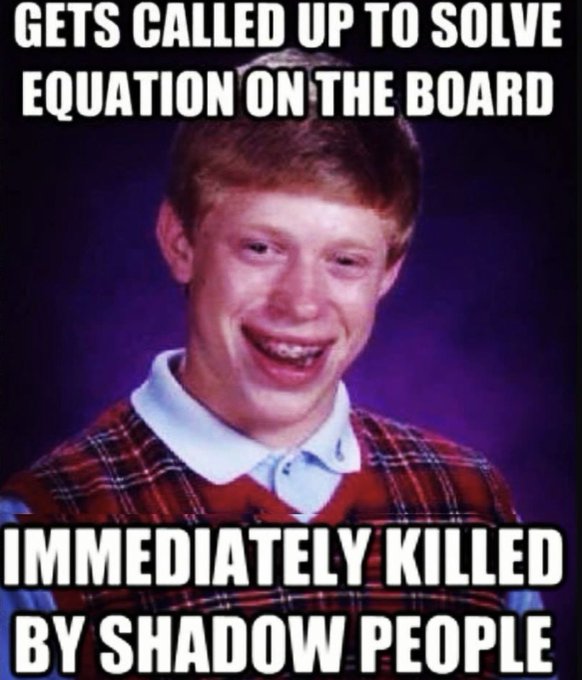 GETS CALLED UP TO SOLVE
EQUATION ON THE BOARD
IMMEDIATELY KILLED
BY SHADOW PEOPLE